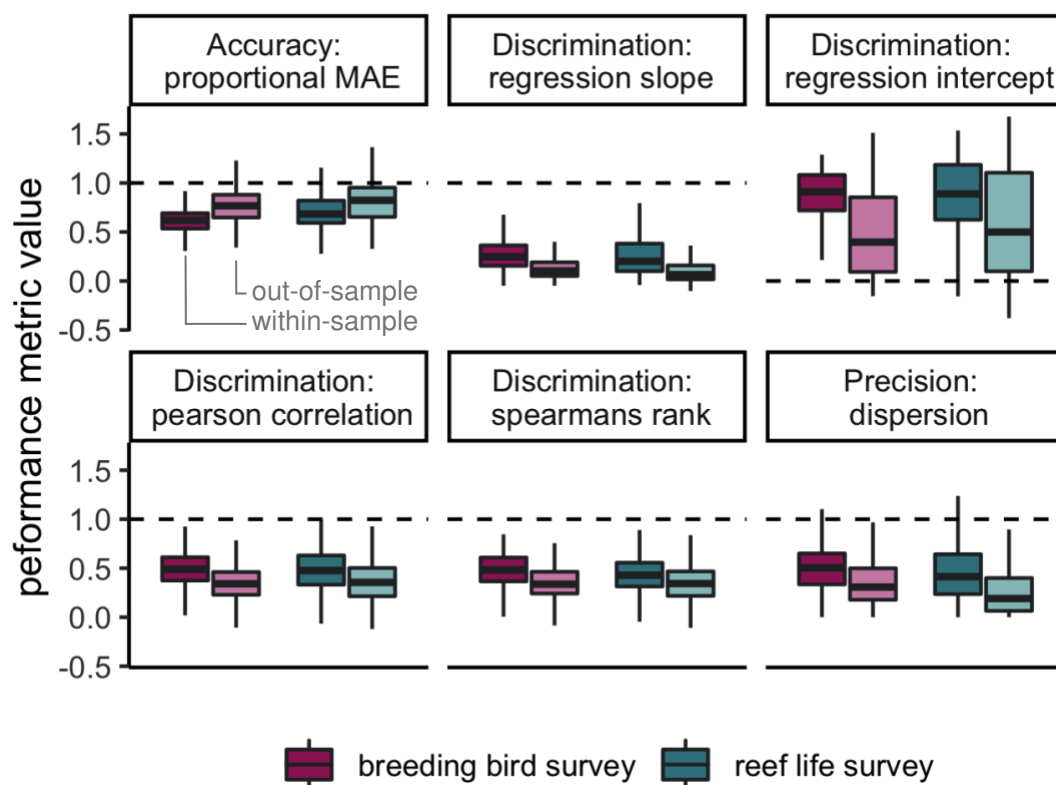 Accuracy:
proportional MAE
Discrimination:
regression slope
Discrimination:
regression intercept
peformance metric value
1.5
1.0
0.5
0.0
-0.5
out-of-sample
within-sample
Discrimination:
pearson correlation
Discrimination:
spearmans rank
Precision:
dispersion
1.5
1.0
0.5
0.0
-0.5
breeding bird survey
reef life survey